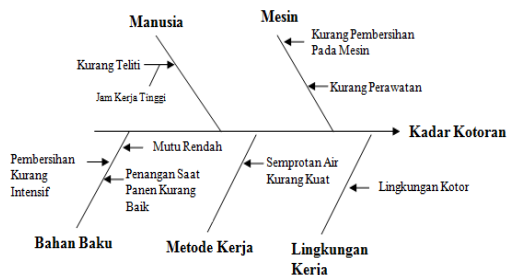 Manusia
Mesin
Kurang Pembersihan
Pada Mesin
Kurang Teliti
Jam Kerja Tinggi
Kurang Perawatan
Kadar Kotoran
Mutu Rendah
Pembersihan
Kurang
Intensif
Penangan Saat
Panen Kurang
Baik
Semprotan Air
Kurang Kuat
Lingkungan Kotor
Bahan Baku
Metode Kerja
Lingkungan
Kerja